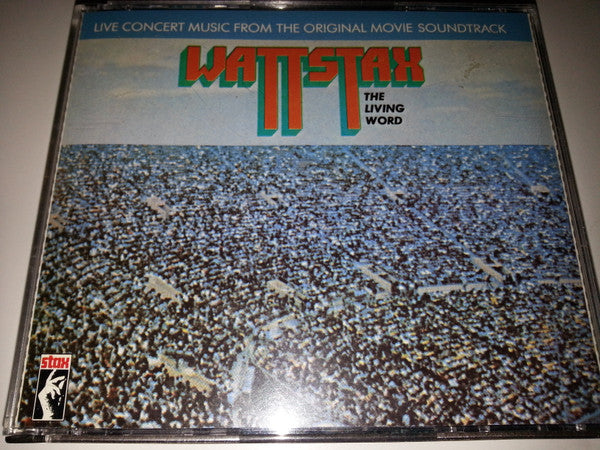 LIVE CONCERT MUSIC FROM THE ORIGINAL MOVIE SOUNDTRACK
WATTSTAX
THE
LIVING
WORD
stax